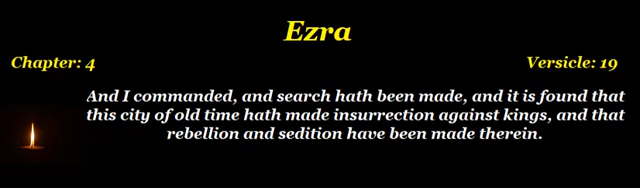 Ezra
Chapter: 4
Versicle: 19
And I commanded, and search hath been made, and it is found that
this city of old time hath made insurrection against kings, and that
rebellion and sedition have been made therein.